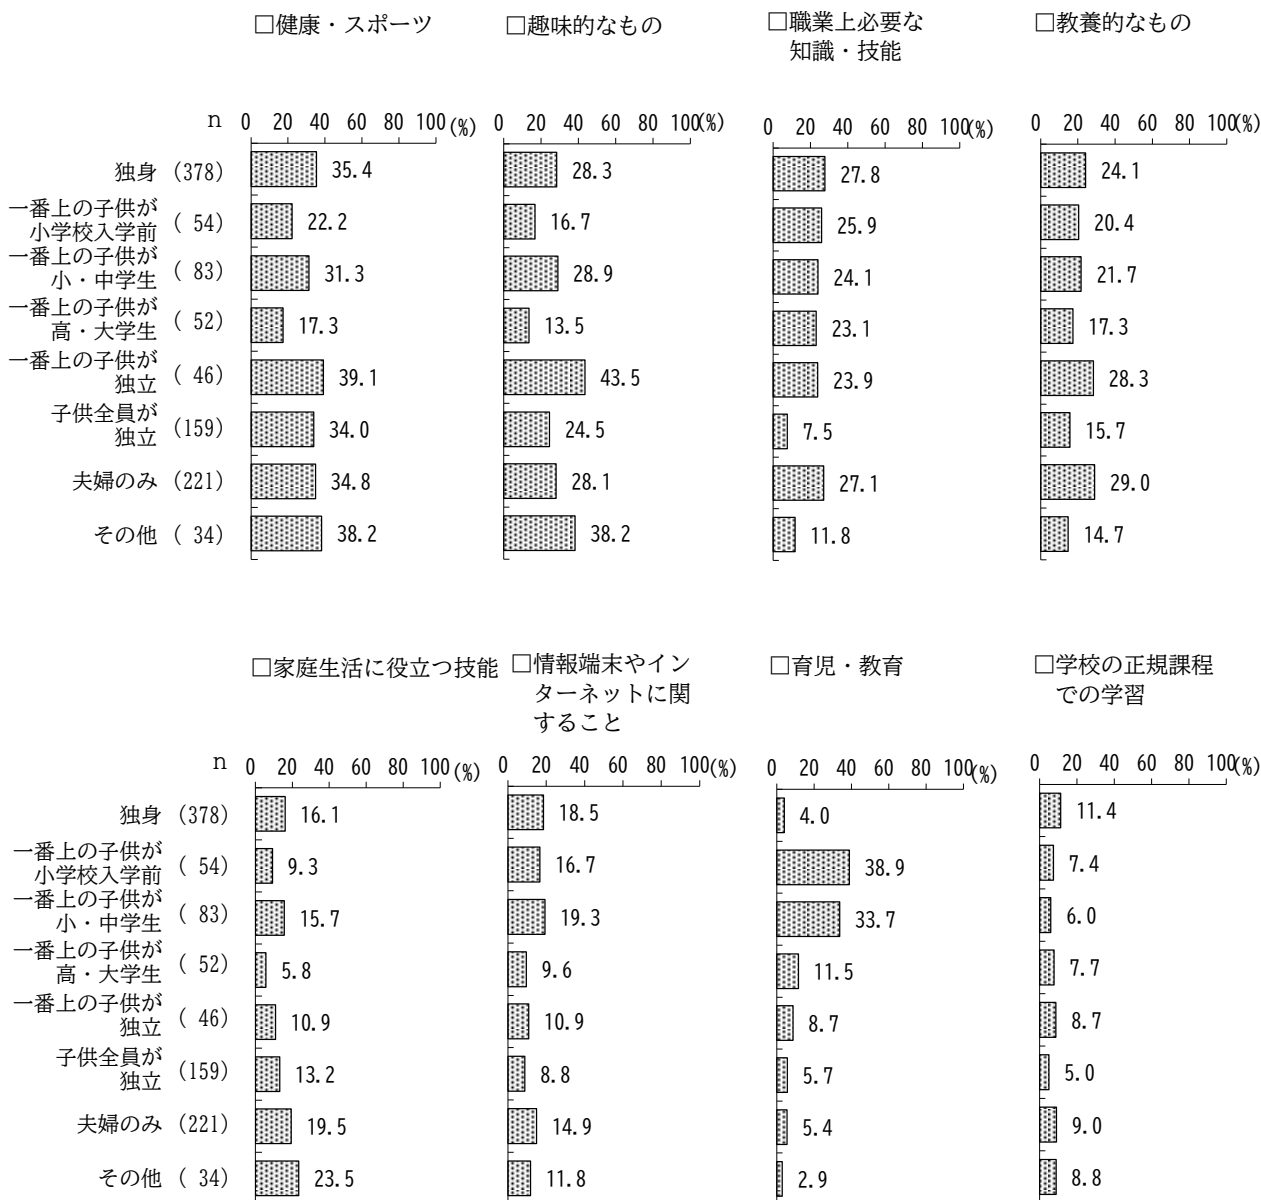 □健康・スポーツ □趣味的なもの □職業上必要な □教養的なもの
知識・技能
n 0 20 40 60 80 100(%) 0 20 40 60 80 100(%) 0 20 40 60 80 100(%) 0 20 40 60 80 100(%)
独身 (378) 35.4 28.3 27.8 24.1
一番上の子供が
小学校入学前 ( 54) 22.2 16.7 25.9 20.4
一番上の子供が
小・中学生 ( 83) 31.3 28.9 24.1 21.7
一番上の子供が
高・大学生 ( 52) 17.3 13.5 23.1 17.3
一番上の子供が
独立 ( 46) 39.1 43.5 23.9 28.3
子供全員が
独立 (159) 34.0 24.5 7.5 15.7
夫婦のみ (221) 34.8 28.1 27.1 29.0
その他 ( 34) 38.2 38.2 11.8 14.7
□家庭生活に役立つ技能 □情報端末やイン □育児・教育 □学校の正規課程
ターネットに関 での学習
すること
n 0 20 40 60 80 100(%) 0 20 40 60 80 100(%) 0 20 40 60 80 100(%) 0 20 40 60 80 100(%)
独身 (378) 16.1 18.5 4.0 11.4
一番上の子供が
小学校入学前 ( 54) 9.3 16.7 38.9 7.4
一番上の子供が
小・中学生 ( 83) 15.7 19.3 33.7 6.0
一番上の子供が
高・大学生 ( 52) 5.8 9.6 11.5 7.7
一番上の子供が
独立 ( 46) 10.9 10.9 8.7 8.7
子供全員が
独立 (159) 13.2 8.8 5.7 5.0
夫婦のみ (221) 19.5 14.9 5.4 9.0
その他 ( 34) 23.5 11.8 2.9 8.8